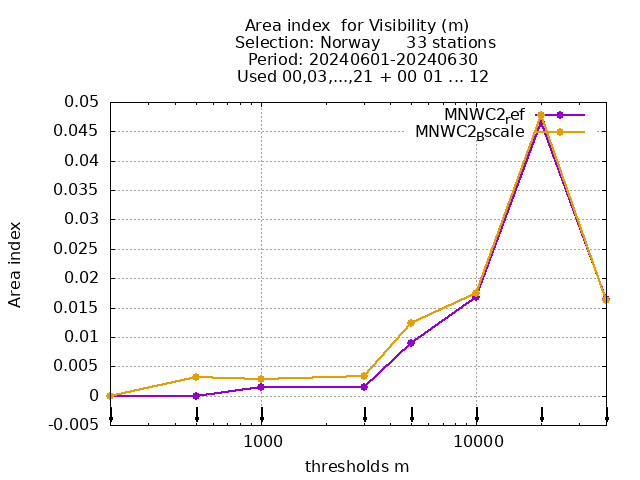 Area index  for Visibility (m)
Selection: Norway     33 stations
Period: 20240601-20240630
Used 00,03,...,21 + 00 01 ... 12
MNWC2ref
MNWC2Bscale
0.05
0.045
0.04
0.035
0.03
0.025
0.02
0.015
0.01
0.005
0
-0.005
Area index
1000
10000
thresholds m